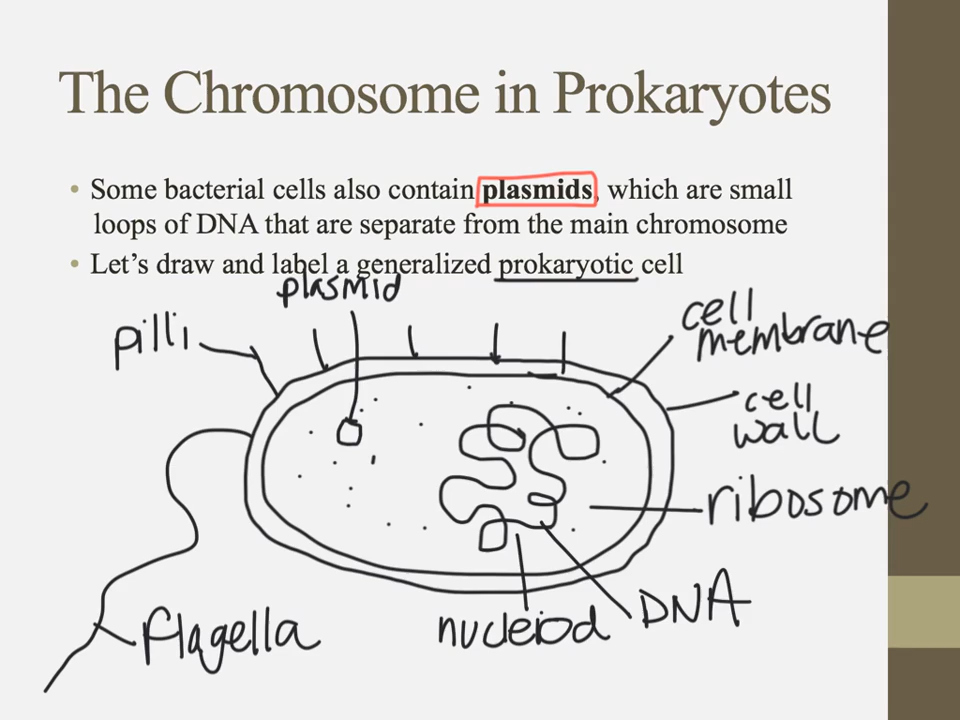 The Chromosome in Prokaryotes
• Some bacterial cells also contain plasmids, which are small
loops of DNA that are separate from the main chromosome
• Let’s draw and label a generalized prokaryotic cell
plasmid
pilli
cell
membrane
cell
wall
ribosome
DNA
nucleiod
flagella